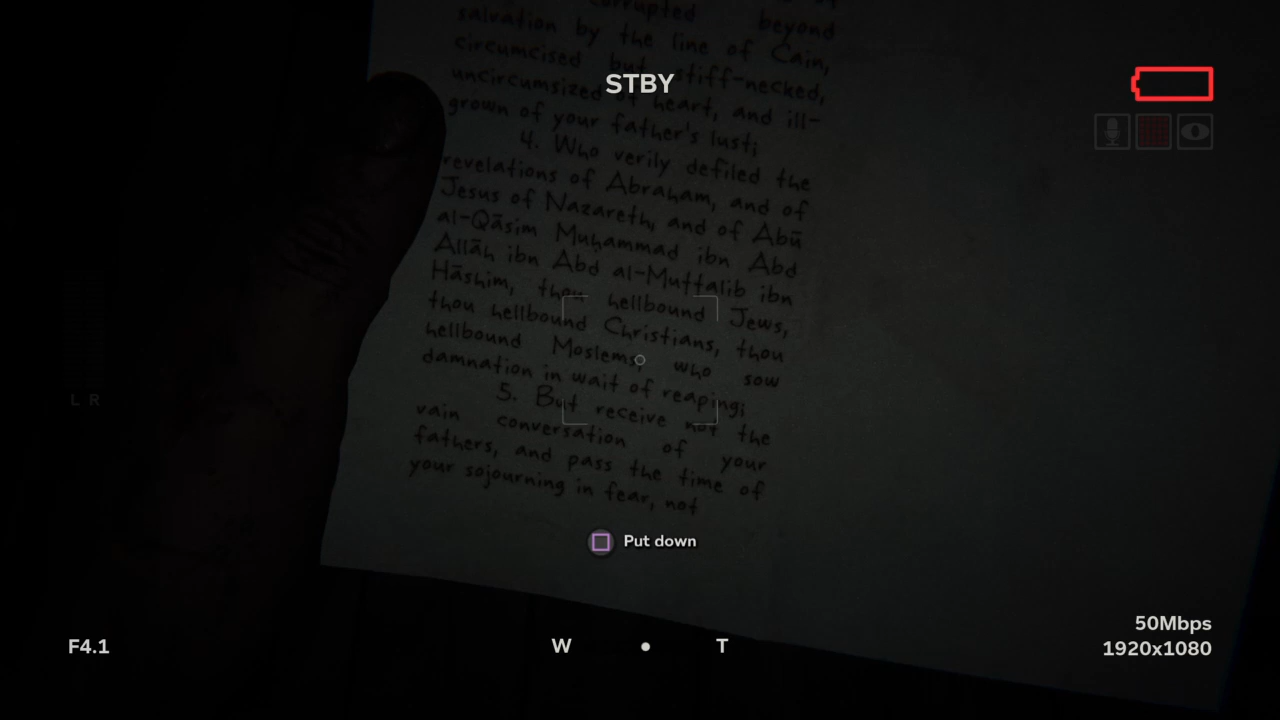 corrupted beyond
salvation by the line of Cain,
circumcised but stiff-necked,
uncircumsized of heart, and ill-
grown of your father's lust;
4. Who verily defiled the
revelations of Abraham, and of
Jesus of Nazareth, and of Abū
al-Qāsim Muḥammad ibn Abd
Allāh ibn Abd al-Muṭṭalib ibn
Hāshim, thou hellbound Jews,
thou hellbound Christians, thou
hellbound Moslems, who sow
damnation in wait of reaping;
5. But receive not the
vain conversation of your
fathers, and pass the time of
your sojourning in fear, not
STBY
L R
Put down
F4.1
W T
50Mbps
1920x1080